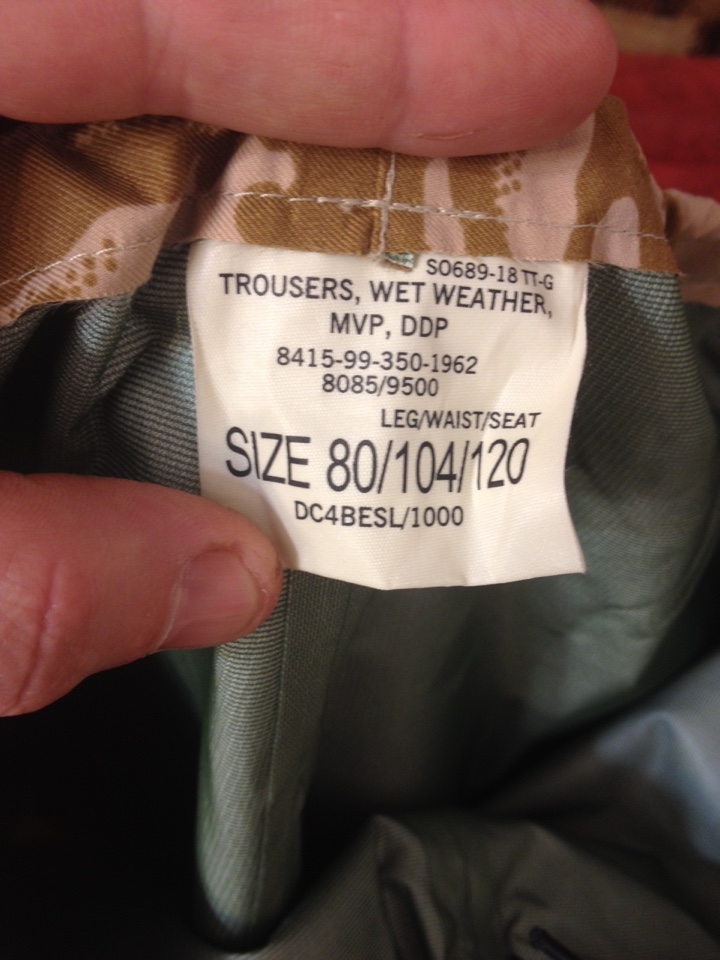 SO689-18 TT-G
TROUSERS, WET WEATHER,
MVP, DDP
8415-99-350-1962
8085/9500
LEG/WAIST/SEAT
SIZE 80/104/120
DC4BESL/1000